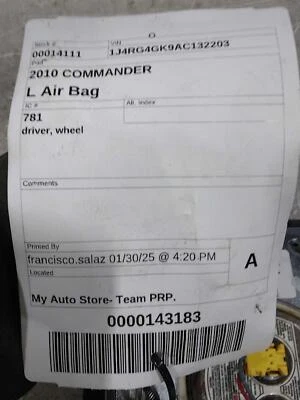 Stock #
VIN
00014111
1J4RG4GK9AC132203
Part
2010 COMMANDER
L Air Bag
IC #
Alt. Index
781
driver, wheel
Comments
Printed By
francisco.salaz 01/30/25 @ 4:20 PM
A
Located
My Auto Store- Team PRP.
0000143183